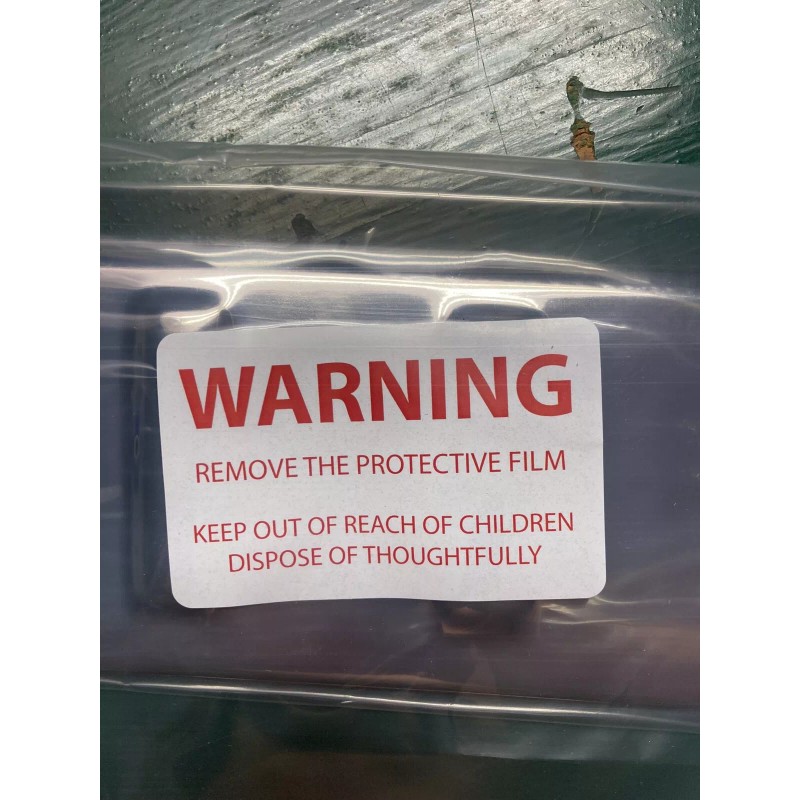 WARNING
REMOVE THE PROTECTIVE FILM
KEEP OUT OF REACH OF CHILDREN
DISPOSE OF THOUGHTFULLY